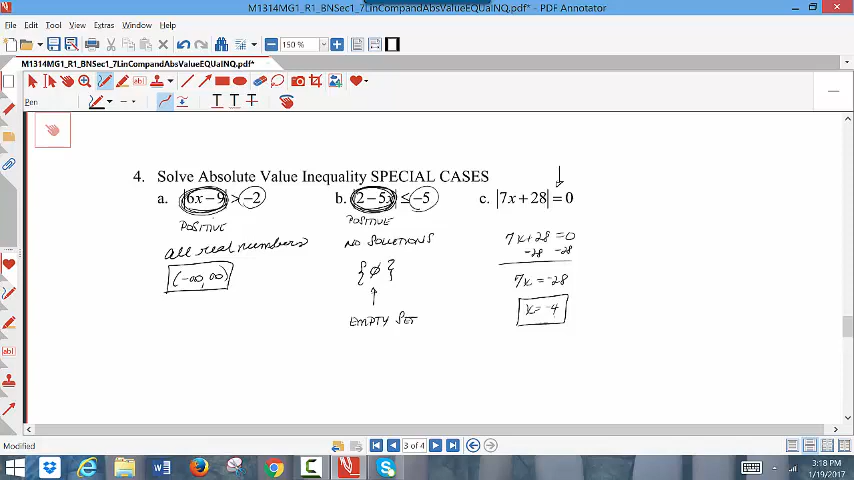 M1314MG1_R1_BNSec1_7LinCompandAbsValueEQUaINQ.pdf* - PDF Annotator
File Edit View Tool Extras Window Help
150 %
M1314MG1_R1_BNSec1_7LinCompandAbsValueEQUaINQ.pdf*
Pen
4. Solve Absolute Value Inequality SPECIAL CASES
a. |6x − 9| > −2 b. |2 − 5x| ≤ −5 c. |7x + 28| = 0
POSITIVE
all real numbers
(-∞,∞)
POSITIVE
NO SOLUTIONS
{∅}
EMPTY SET
7x+28=0
-28 -28
7x = -28
x = -4
3 of 4
Modified
3:18 PM
1/19/2017